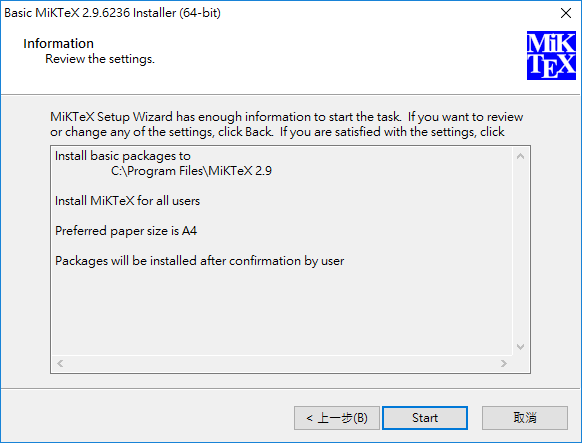 Basic MiKTeX 2.9.6236 Installer (64-bit)
Information
Review the settings.
MiK
TEX
MiKTeX Setup Wizard has enough information to start the task.  If you want to review
or change any of the settings, click Back.  If you are satisfied with the settings, click
Install basic packages to
C:\Program Files\MiKTeX 2.9
Install MiKTeX for all users
Preferred paper size is A4
Packages will be installed after confirmation by user
< 上一步(B)
Start
取消